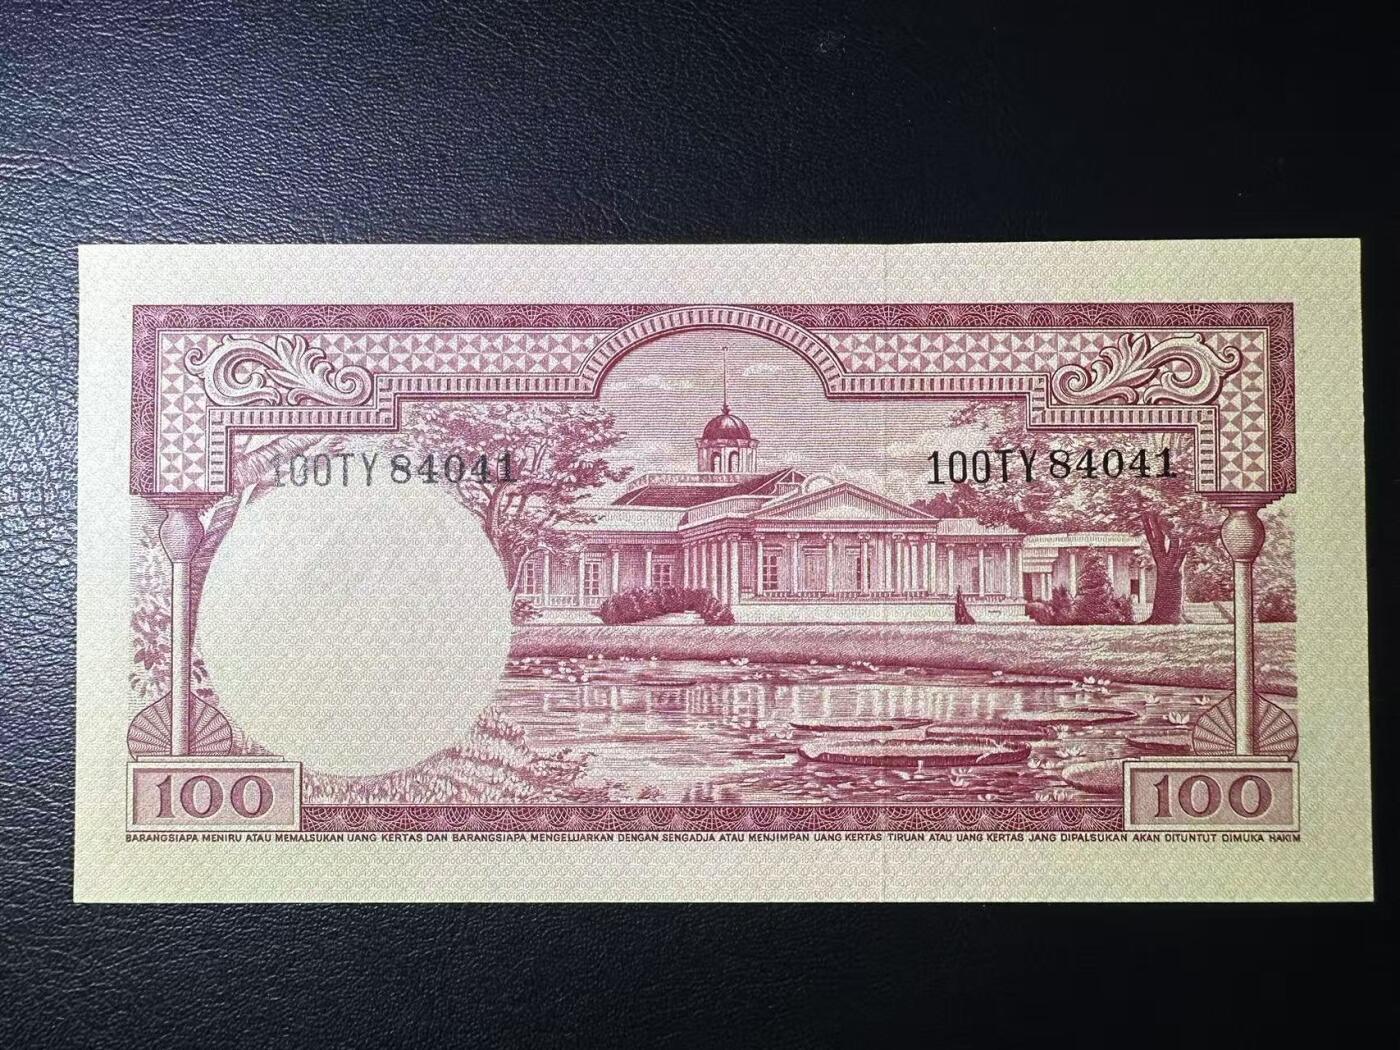 100TY 84041 100TY 84041
100 100
BARANGSIAPA MENIRU ATAU MEMALSUKAN UANG KERTAS DAN BARANGSIAPA MENGELUARKAN DENGAN SENGADJA ATAU MENJIMPAN UANG KERTAS TIRUAN ATAU UANG KERTAS JANG DIPALSUKAN AKAN DITUNTUT DIMUKA HAKIM